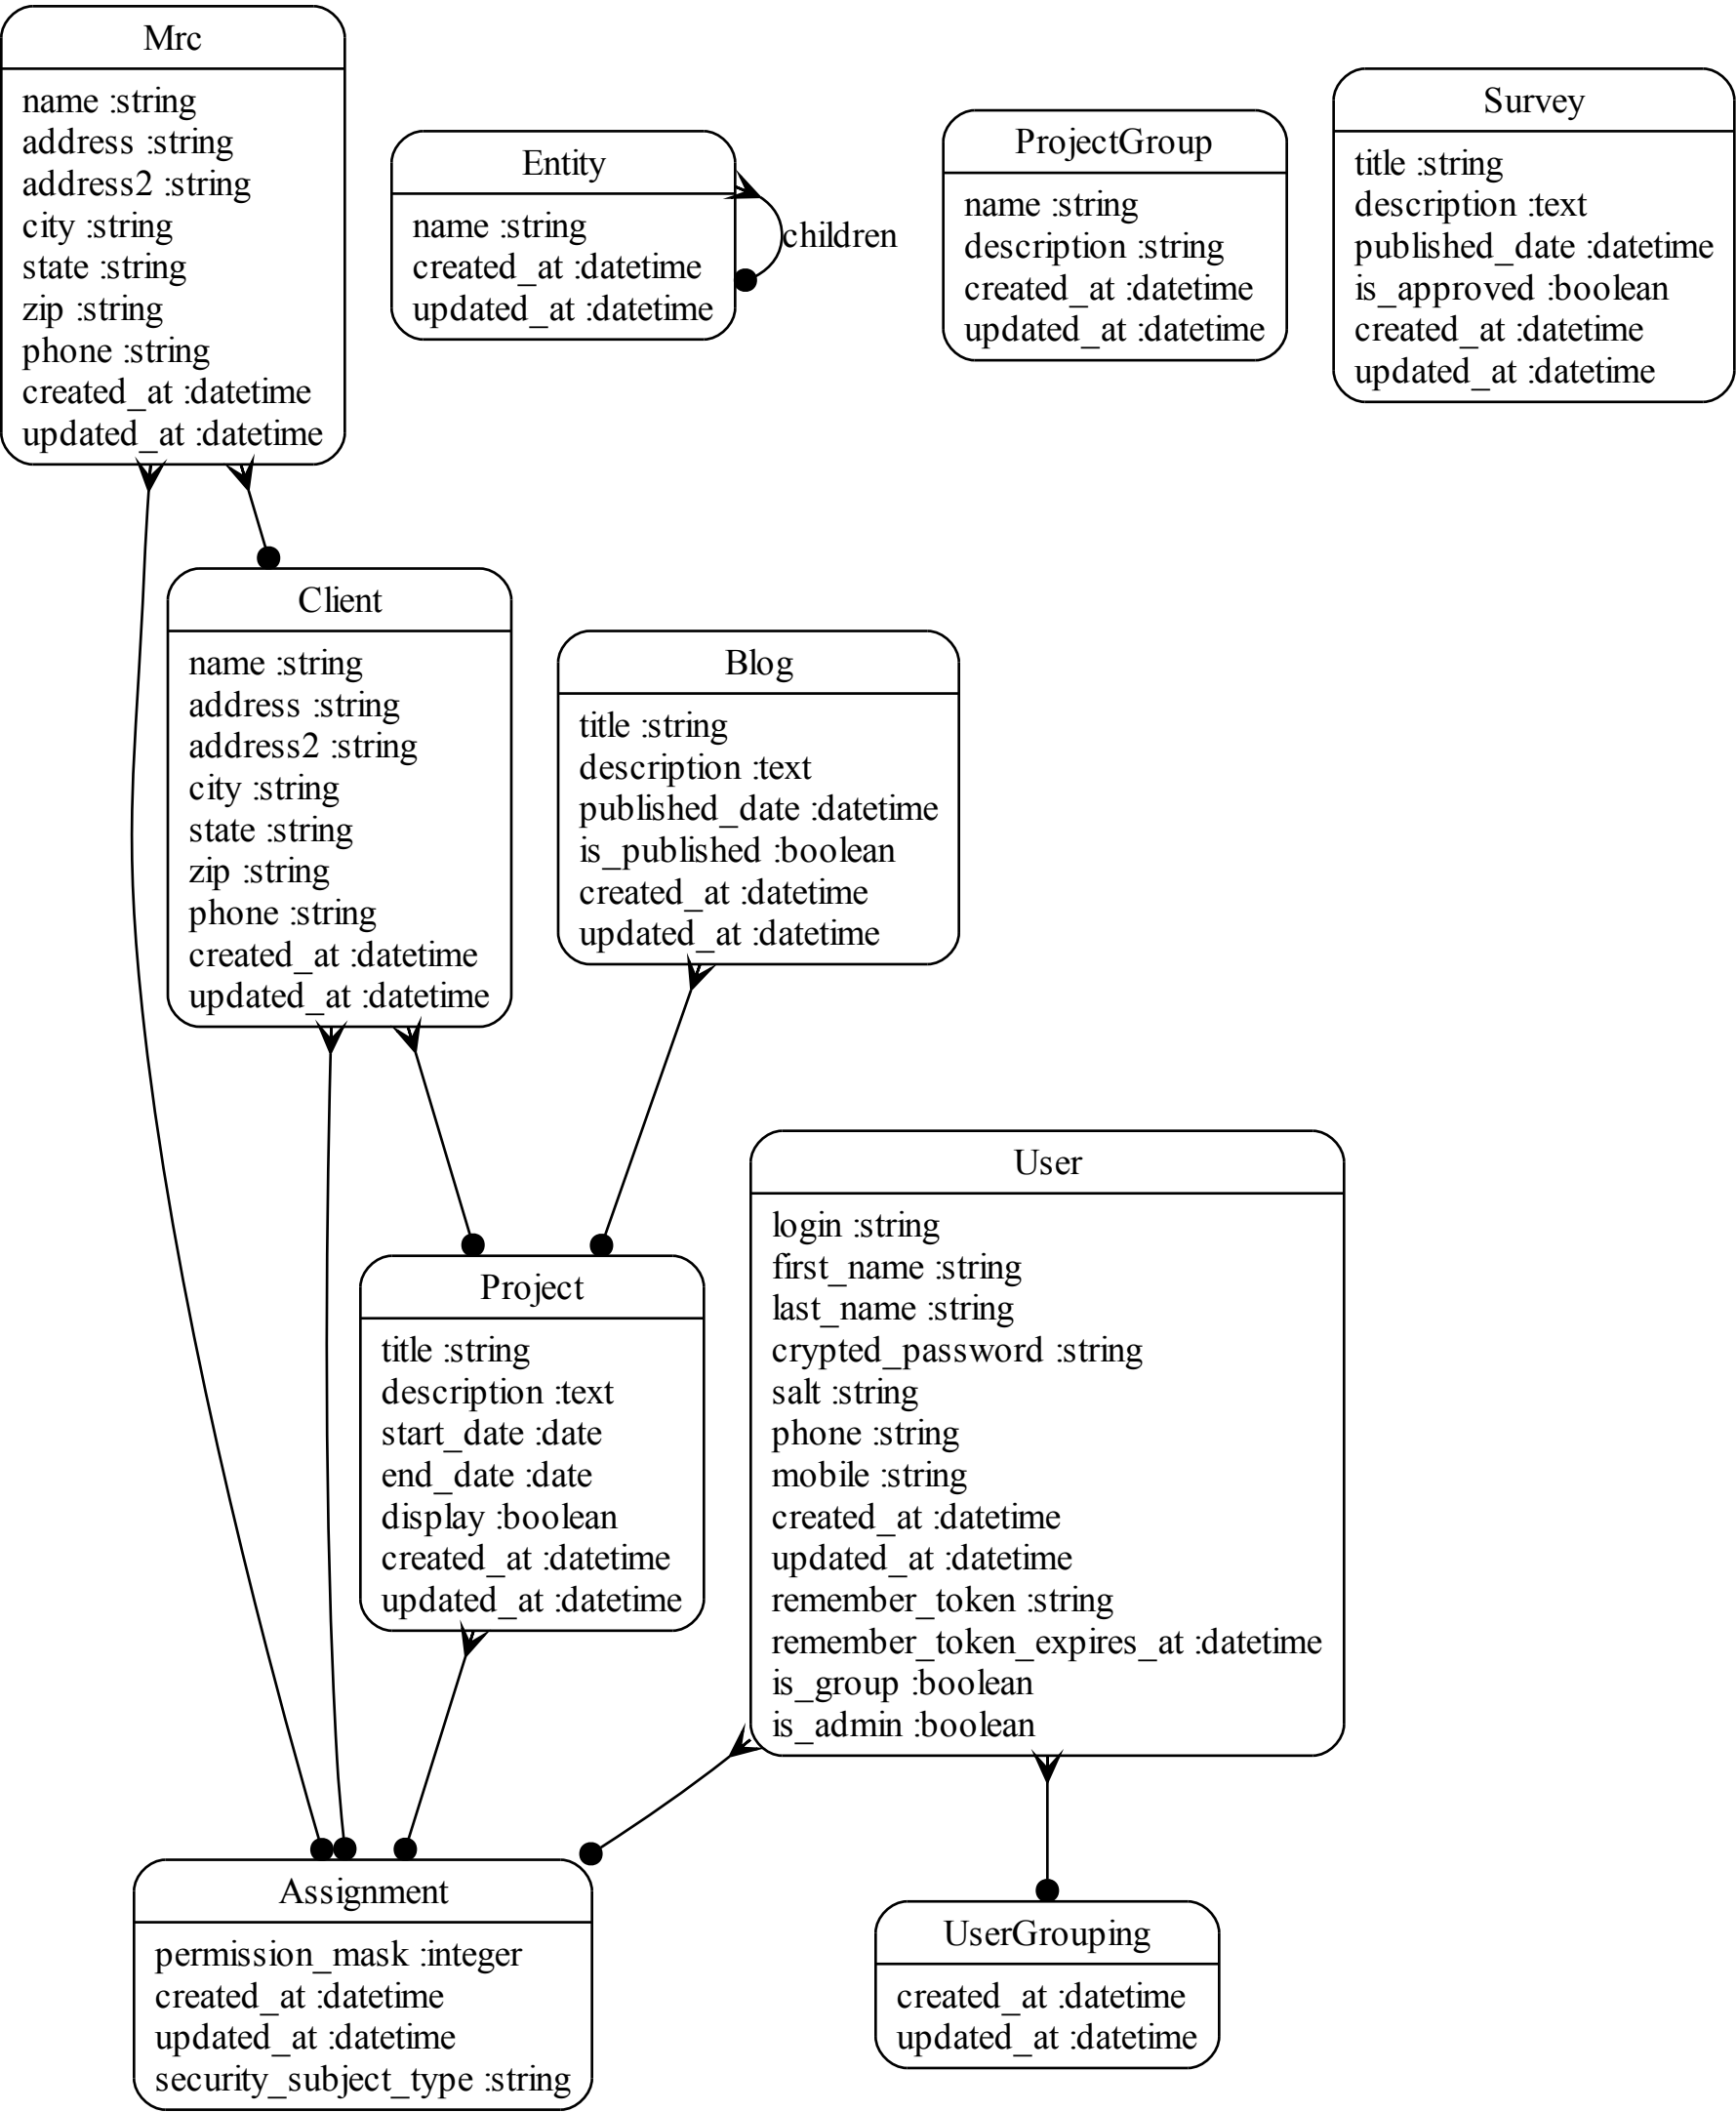 Mrc
name :string
address :string
address2 :string
city :string
state :string
zip :string
phone :string
created_at :datetime
updated_at :datetime
Entity
name :string
created_at :datetime
updated_at :datetime
children
ProjectGroup
name :string
description :string
created_at :datetime
updated_at :datetime
Survey
title :string
description :text
published_date :datetime
is_approved :boolean
created_at :datetime
updated_at :datetime
Client
name :string
address :string
address2 :string
city :string
state :string
zip :string
phone :string
created_at :datetime
updated_at :datetime
Blog
title :string
description :text
published_date :datetime
is_published :boolean
created_at :datetime
updated_at :datetime
Project
title :string
description :text
start_date :date
end_date :date
display :boolean
created_at :datetime
updated_at :datetime
User
login :string
first_name :string
last_name :string
crypted_password :string
salt :string
phone :string
mobile :string
created_at :datetime
updated_at :datetime
remember_token :string
remember_token_expires_at :datetime
is_group :boolean
is_admin :boolean
Assignment
permission_mask :integer
created_at :datetime
updated_at :datetime
security_subject_type :string
UserGrouping
created_at :datetime
updated_at :datetime